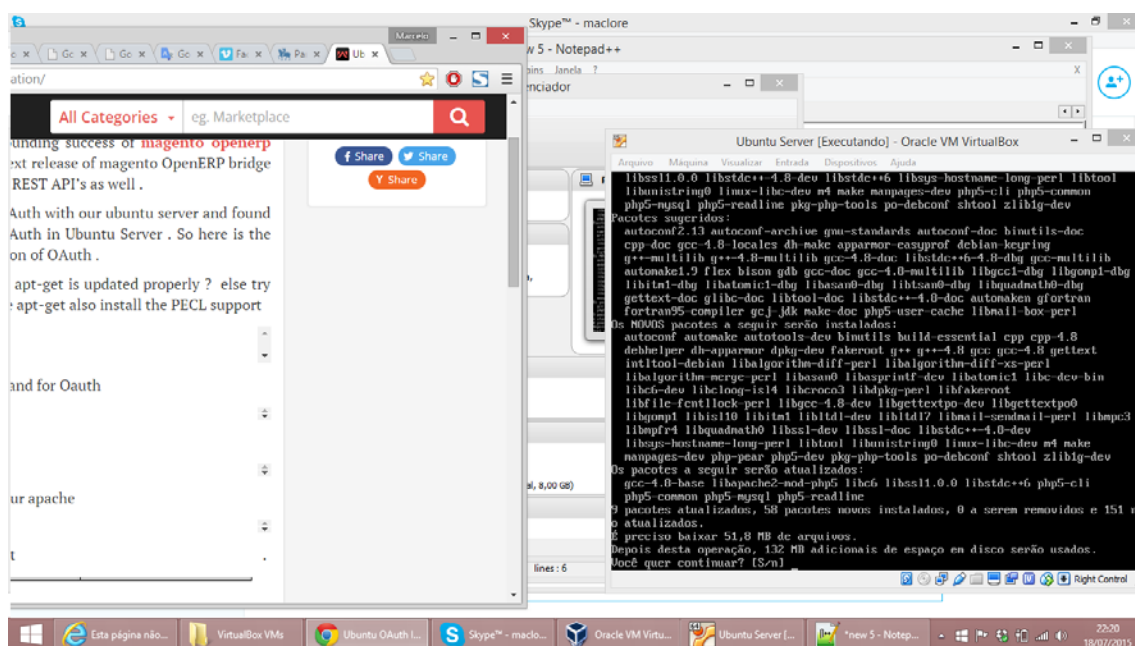 Skype™ - maclore
Marcelo
Go
Go
Go
Fac
Pa
Ub
ation/
All Categories
eg. Marketplace
unding success of magento openerp
ext release of magento OpenERP bridge
REST API's as well .
Auth with our ubuntu server and found
Auth in Ubuntu Server . So here is the
on of OAuth .
apt-get is updated properly ? else try
e apt-get also install the PECL support
and for Oauth
ur apache
t
.
Share
Share
Share
w 5 - Notepad++
Janela ?
X
enciador
al, 8,00 GB)
lines : 6
Ubuntu Server [Executando] - Oracle VM VirtualBox
Arquivo Máquina Visualizar Entrada Dispositivos Ajuda
libssl1.0.0 libstdc++-4.8-dev libstdc++6 libsys-hostname-long-perl libtool
libunistring0 linux-libc-dev m4 make manpages-dev php5-cli php5-common
php5-mysql php5-readline pkg-php-tools po-debconf shtool zlib1g-dev
Pacotes sugeridos:
autoconf2.13 autoconf-archive gnu-standards autoconf-doc binutils-doc
cpp-doc gcc-4.8-locales dh-make apparmor-easyprof debian-keyring
g++-multilib g++-4.8-multilib gcc-4.8-doc libstdc++6-4.8-dbg gcc-multilib
automake1.9 flex bison gdb gcc-doc gcc-4.8-multilib libgcc1-dbg libgomp1-dbg
libitm1-dbg libatomic1-dbg libasan0-dbg libtsan0-dbg libquadmath0-dbg
gettext-doc glibc-doc libtool-doc libstdc++-4.8-doc automaken gfortran
fortran95-compiler gcj-jdk make-doc php5-user-cache libmail-box-perl
Os NOVOS pacotes a seguir serão instalados:
autoconf automake autotools-dev binutils build-essential cpp cpp-4.8
debhelper dh-apparmor dpkg-dev fakeroot g++ g++-4.8 gcc gcc-4.8 gettext
intltool-debian libalgorithm-diff-perl libalgorithm-diff-xs-perl
libalgorithm-merge-perl libasan0 libasprintf-dev libatomic1 libc-dev-bin
libc6-dev libcloog-isl4 libcroco3 libdpkg-perl libfakeroot
libfile-fcntllock-perl libgcc-4.8-dev libgettextpo-dev libgettextpo0
libgomp1 libisl10 libitm1 libltdl-dev libltdl7 libmail-sendmail-perl libmpc3
libmpfr4 libquadmath0 libssl-dev libssl-doc libstdc++-4.8-dev
libsys-hostname-long-perl libtool libunistring0 linux-libc-dev m4 make
manpages-dev php-pear php5-dev pkg-php-tools po-debconf shtool zlib1g-dev
Os pacotes a seguir serão atualizados:
gcc-4.8-base libapache2-mod-php5 libc6 libssl1.0.0 libstdc++6 php5-cli
php5-common php5-mysql php5-readline
9 pacotes atualizados, 58 pacotes novos instalados, 0 a serem removidos e 151 n
o atualizados.
É preciso baixar 51,8 MB de arquivos.
Depois desta operação, 132 MB adicionais de espaço em disco serão usados.
Você quer continuar? [S/n] _
Right Control
Esta página não...
VirtualBox VMs
Ubuntu OAuth I...
Skype™ - maclo...
Oracle VM Virtu...
Ubuntu Server [...
*new 5 - Notep...
22:20
18/07/2015